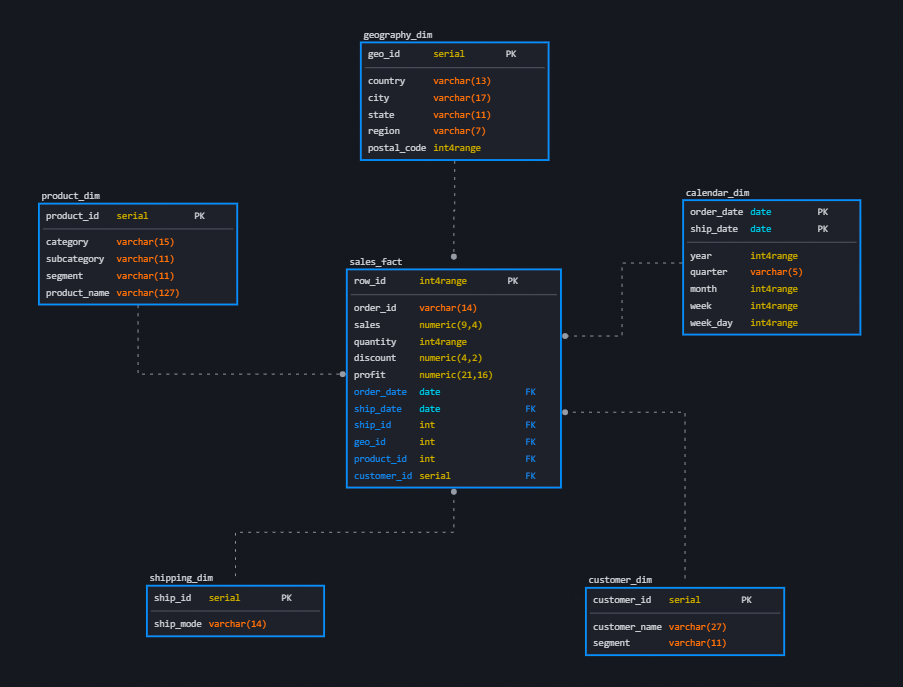 geography_dim
geo_id serial PK
country varchar(13)
city varchar(17)
state varchar(11)
region varchar(7)
postal_code int4range
product_dim
product_id serial PK
category varchar(15)
subcategory varchar(11)
segment varchar(11)
product_name varchar(127)
calendar_dim
order_date date PK
ship_date date PK
year int4range
quarter varchar(5)
month int4range
week int4range
week_day int4range
sales_fact
row_id int4range PK
order_id varchar(14)
sales numeric(9,4)
quantity int4range
discount numeric(4,2)
profit numeric(21,16)
order_date date FK
ship_date date FK
ship_id int FK
geo_id int FK
product_id int FK
customer_id serial FK
shipping_dim
ship_id serial PK
ship_mode varchar(14)
customer_dim
customer_id serial PK
customer_name varchar(27)
segment varchar(11)